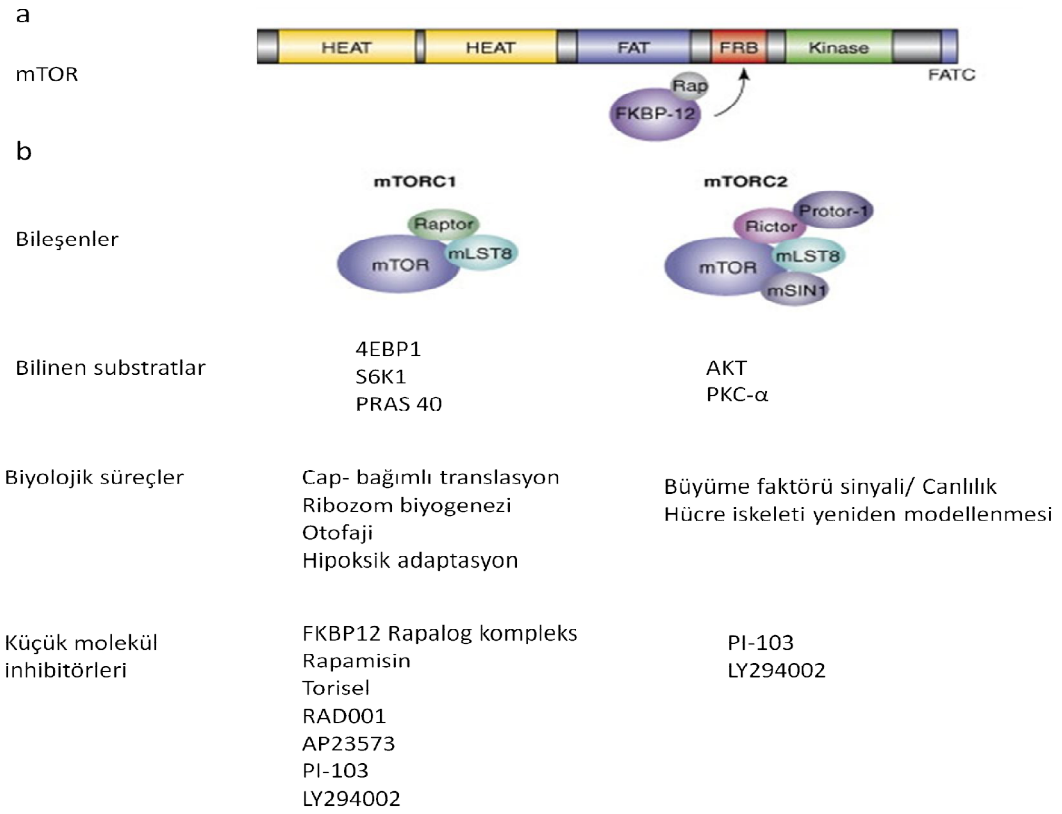 a
mTOR
HEAT HEAT FAT FRB Kinase
FATC
Rap
FKBP-12
b
mTORC1 mTORC2
Bileşenler
Raptor
mTOR
mLST8
Protor-1
Rictor
mTOR
mLST8
mSIN1
Bilinen substratlar
4EBP1
S6K1
PRAS 40
AKT
PKC-α
Biyolojik süreçler
Cap- bağımlı translasyon
Ribozom biyogenezi
Otofaji
Hipoksik adaptasyon
Büyüme faktörü sinyali/ Canlılık
Hücre iskeleti yeniden modellenmesi
Küçük molekül
inhibitörleri
FKBP12 Rapalog kompleks
Rapamisin
Torisel
RAD001
AP23573
PI-103
LY294002
PI-103
LY294002